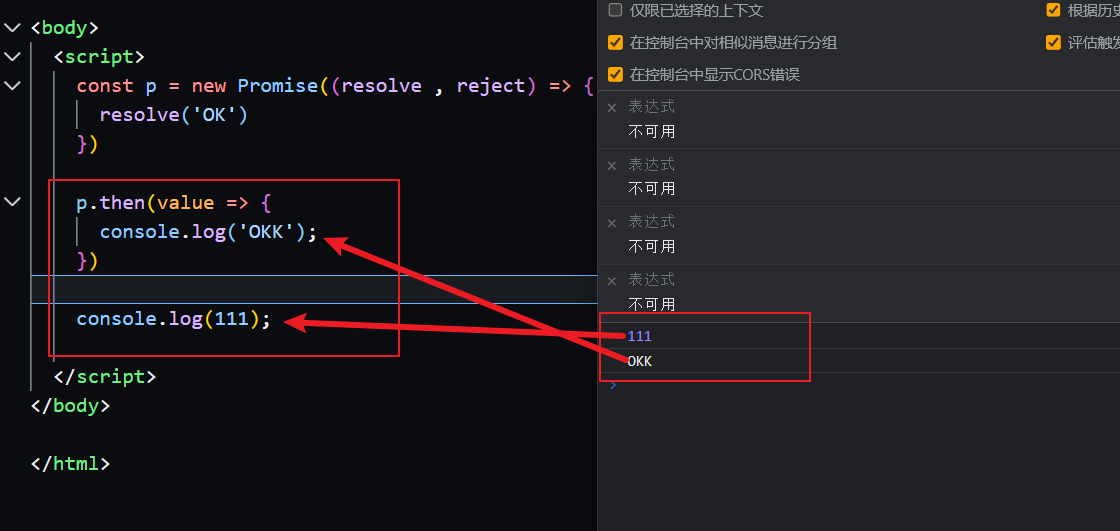 <body>
<script>
const p = new Promise((resolve , reject) => {
resolve('OK')
})
p.then(value => {
console.log('OKK');
})
console.log(111);
</script>
</body>
</html>
仅限已选择的上下文
根据历史
在控制台中对相似消息进行分组
评估触发
在控制台中显示CORS错误
× 表达式
不可用
× 表达式
不可用
× 表达式
不可用
× 表达式
不可用
111
OKK
>